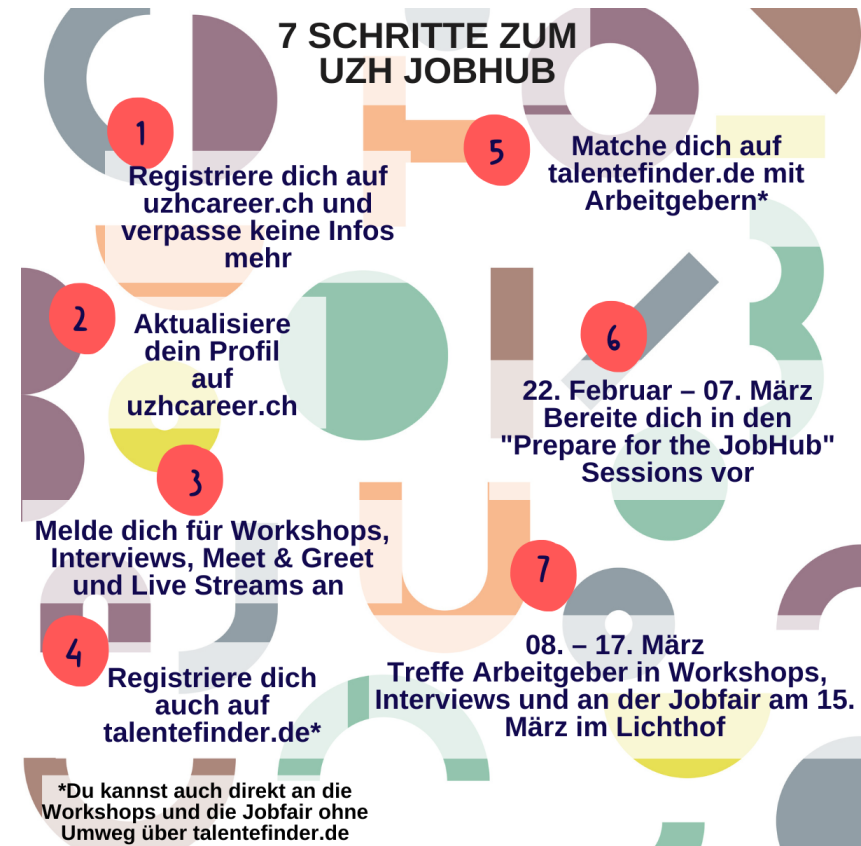 7 SCHRITTE ZUM
UZH JOBHUB
1
Registriere dich auf
uzhcareer.ch und
verpasse keine Infos
mehr
2
Aktualisiere
dein Profil
auf
uzhcareer.ch
3
Melde dich für Workshops,
Interviews, Meet & Greet
und Live Streams an
4
Registriere dich
auch auf
talentefinder.de*
5
Matche dich auf
talentefinder.de mit
Arbeitgebern*
6
22. Februar – 07. März
Bereite dich in den
"Prepare for the JobHub"
Sessions vor
7
08. – 17. März
Treffe Arbeitgeber in Workshops,
Interviews und an der Jobfair am 15.
März im Lichthof
*Du kannst auch direkt an die
Workshops und die Jobfair ohne
Umweg über talentefinder.de